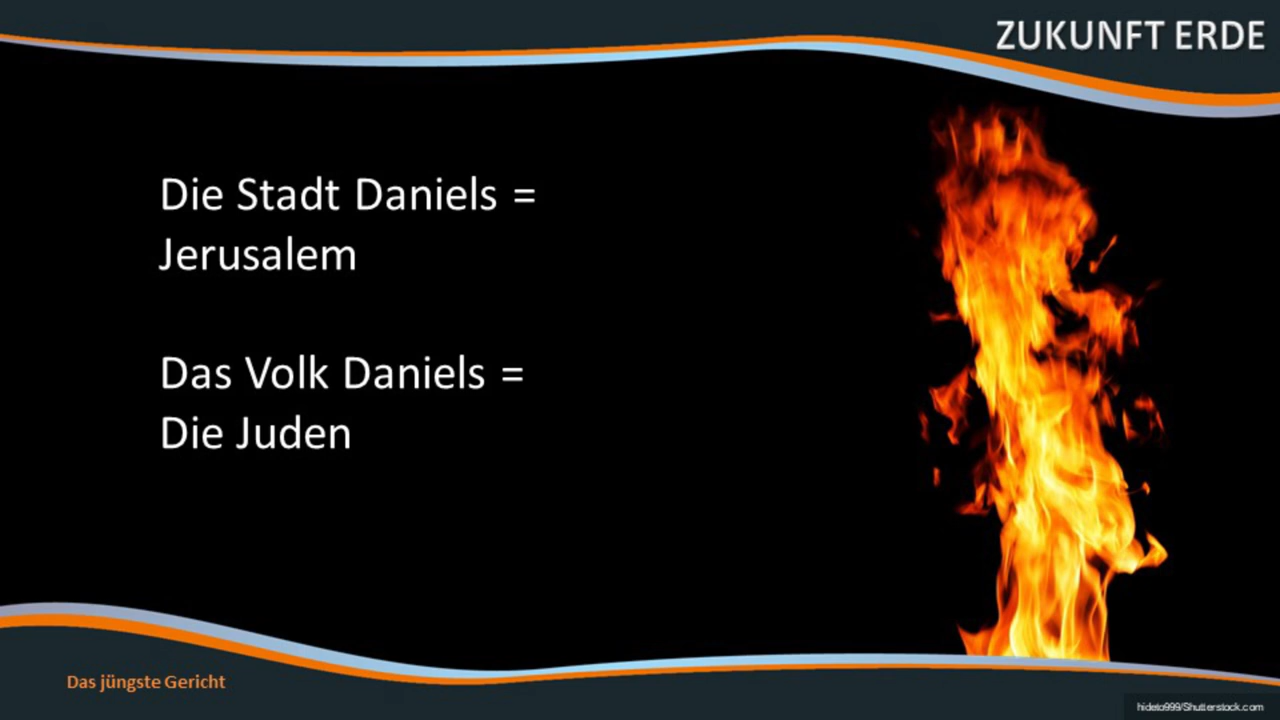 ZUKUNFT ERDE
Die Stadt Daniels =
Jerusalem
Das Volk Daniels =
Die Juden
Das jüngste Gericht
hideto999/Shutterstock.com